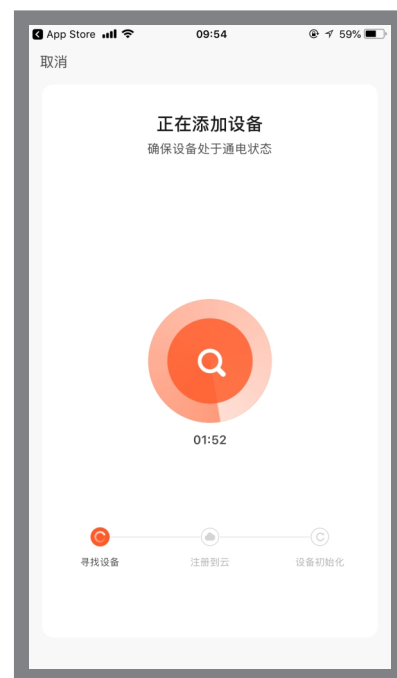 App Store 09:54 59%
取消
正在添加设备
确保设备处于通电状态
01:52
寻找设备 注册到云 设备初始化